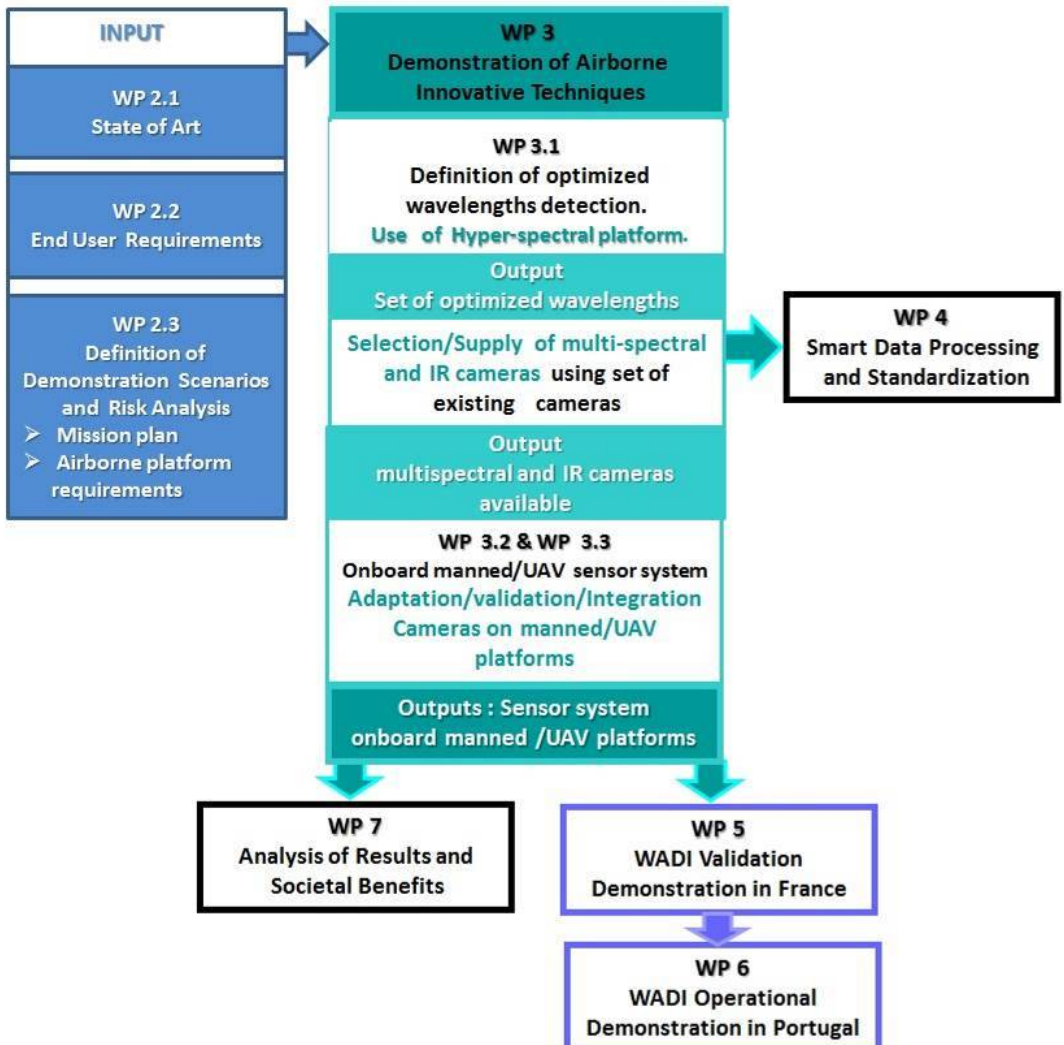 INPUT
WP 2.1
State of Art
WP 2.2
End User Requirements
WP 2.3
Definition of
Demonstration Scenarios
and Risk Analysis
➢ Mission plan
➢ Airborne platform
requirements
WP 3
Demonstration of Airborne
Innovative Techniques
WP 3.1
Definition of optimized
wavelengths detection.
Use of Hyper-spectral platform.
Output
Set of optimized wavelengths
Selection/Supply of multi-spectral
and IR cameras using set of
existing cameras
Output
multispectral and IR cameras
available
WP 3.2 & WP 3.3
Onboard manned/UAV sensor system
Adaptation/validation/Integration
Cameras on manned/UAV
platforms
Outputs : Sensor system
onboard manned /UAV platforms
WP 4
Smart Data Processing
and Standardization
WP 7
Analysis of Results and
Societal Benefits
WP 5
WADI Validation
Demonstration in France
WP 6
WADI Operational
Demonstration in Portugal